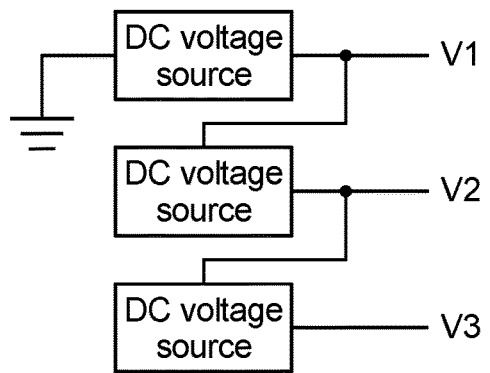 DC voltage
source
V1
DC voltage
source
V2
DC voltage
source
V3